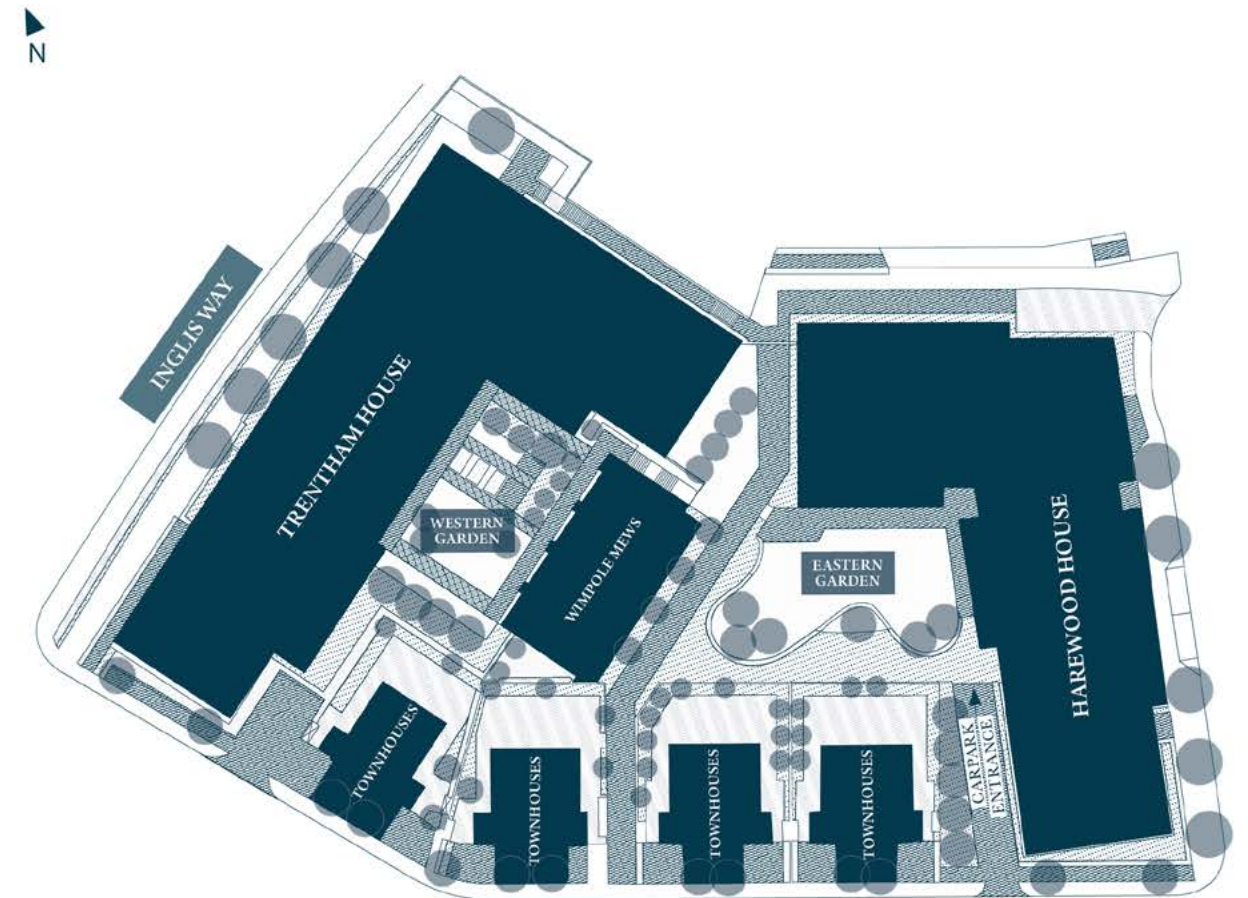 N
INGLIS WAY
TRENTHAM HOUSE
WESTERN
GARDEN
WIMPOLE MEWS
EASTERN
GARDEN
HAREWOOD HOUSE
TOWNHOUSES
TOWNHOUSES
TOWNHOUSES
TOWNHOUSES
CARPARK
ENTRANCE